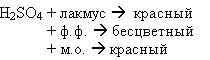 H2SO4 + лакмус → красный
+ ф.ф. → бесцветный
+ м.о. → красный